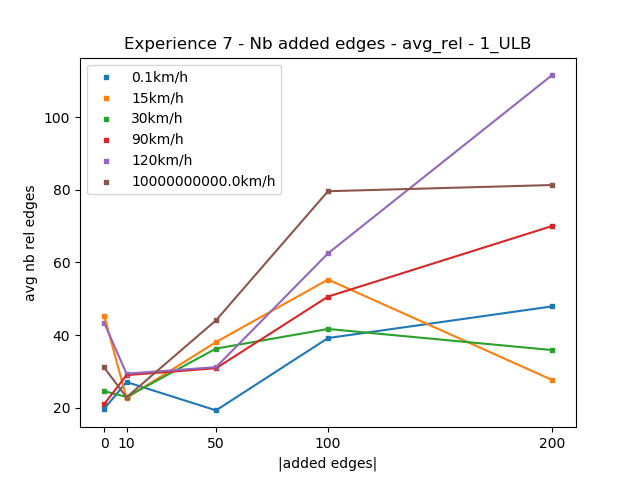 Experience 7 - Nb added edges - avg_rel - 1_ULB
0.1km/h
15km/h
30km/h
90km/h
120km/h
10000000000.0km/h
avg nb rel edges
100
80
60
40
20
0 10 50 100 200
|added edges|